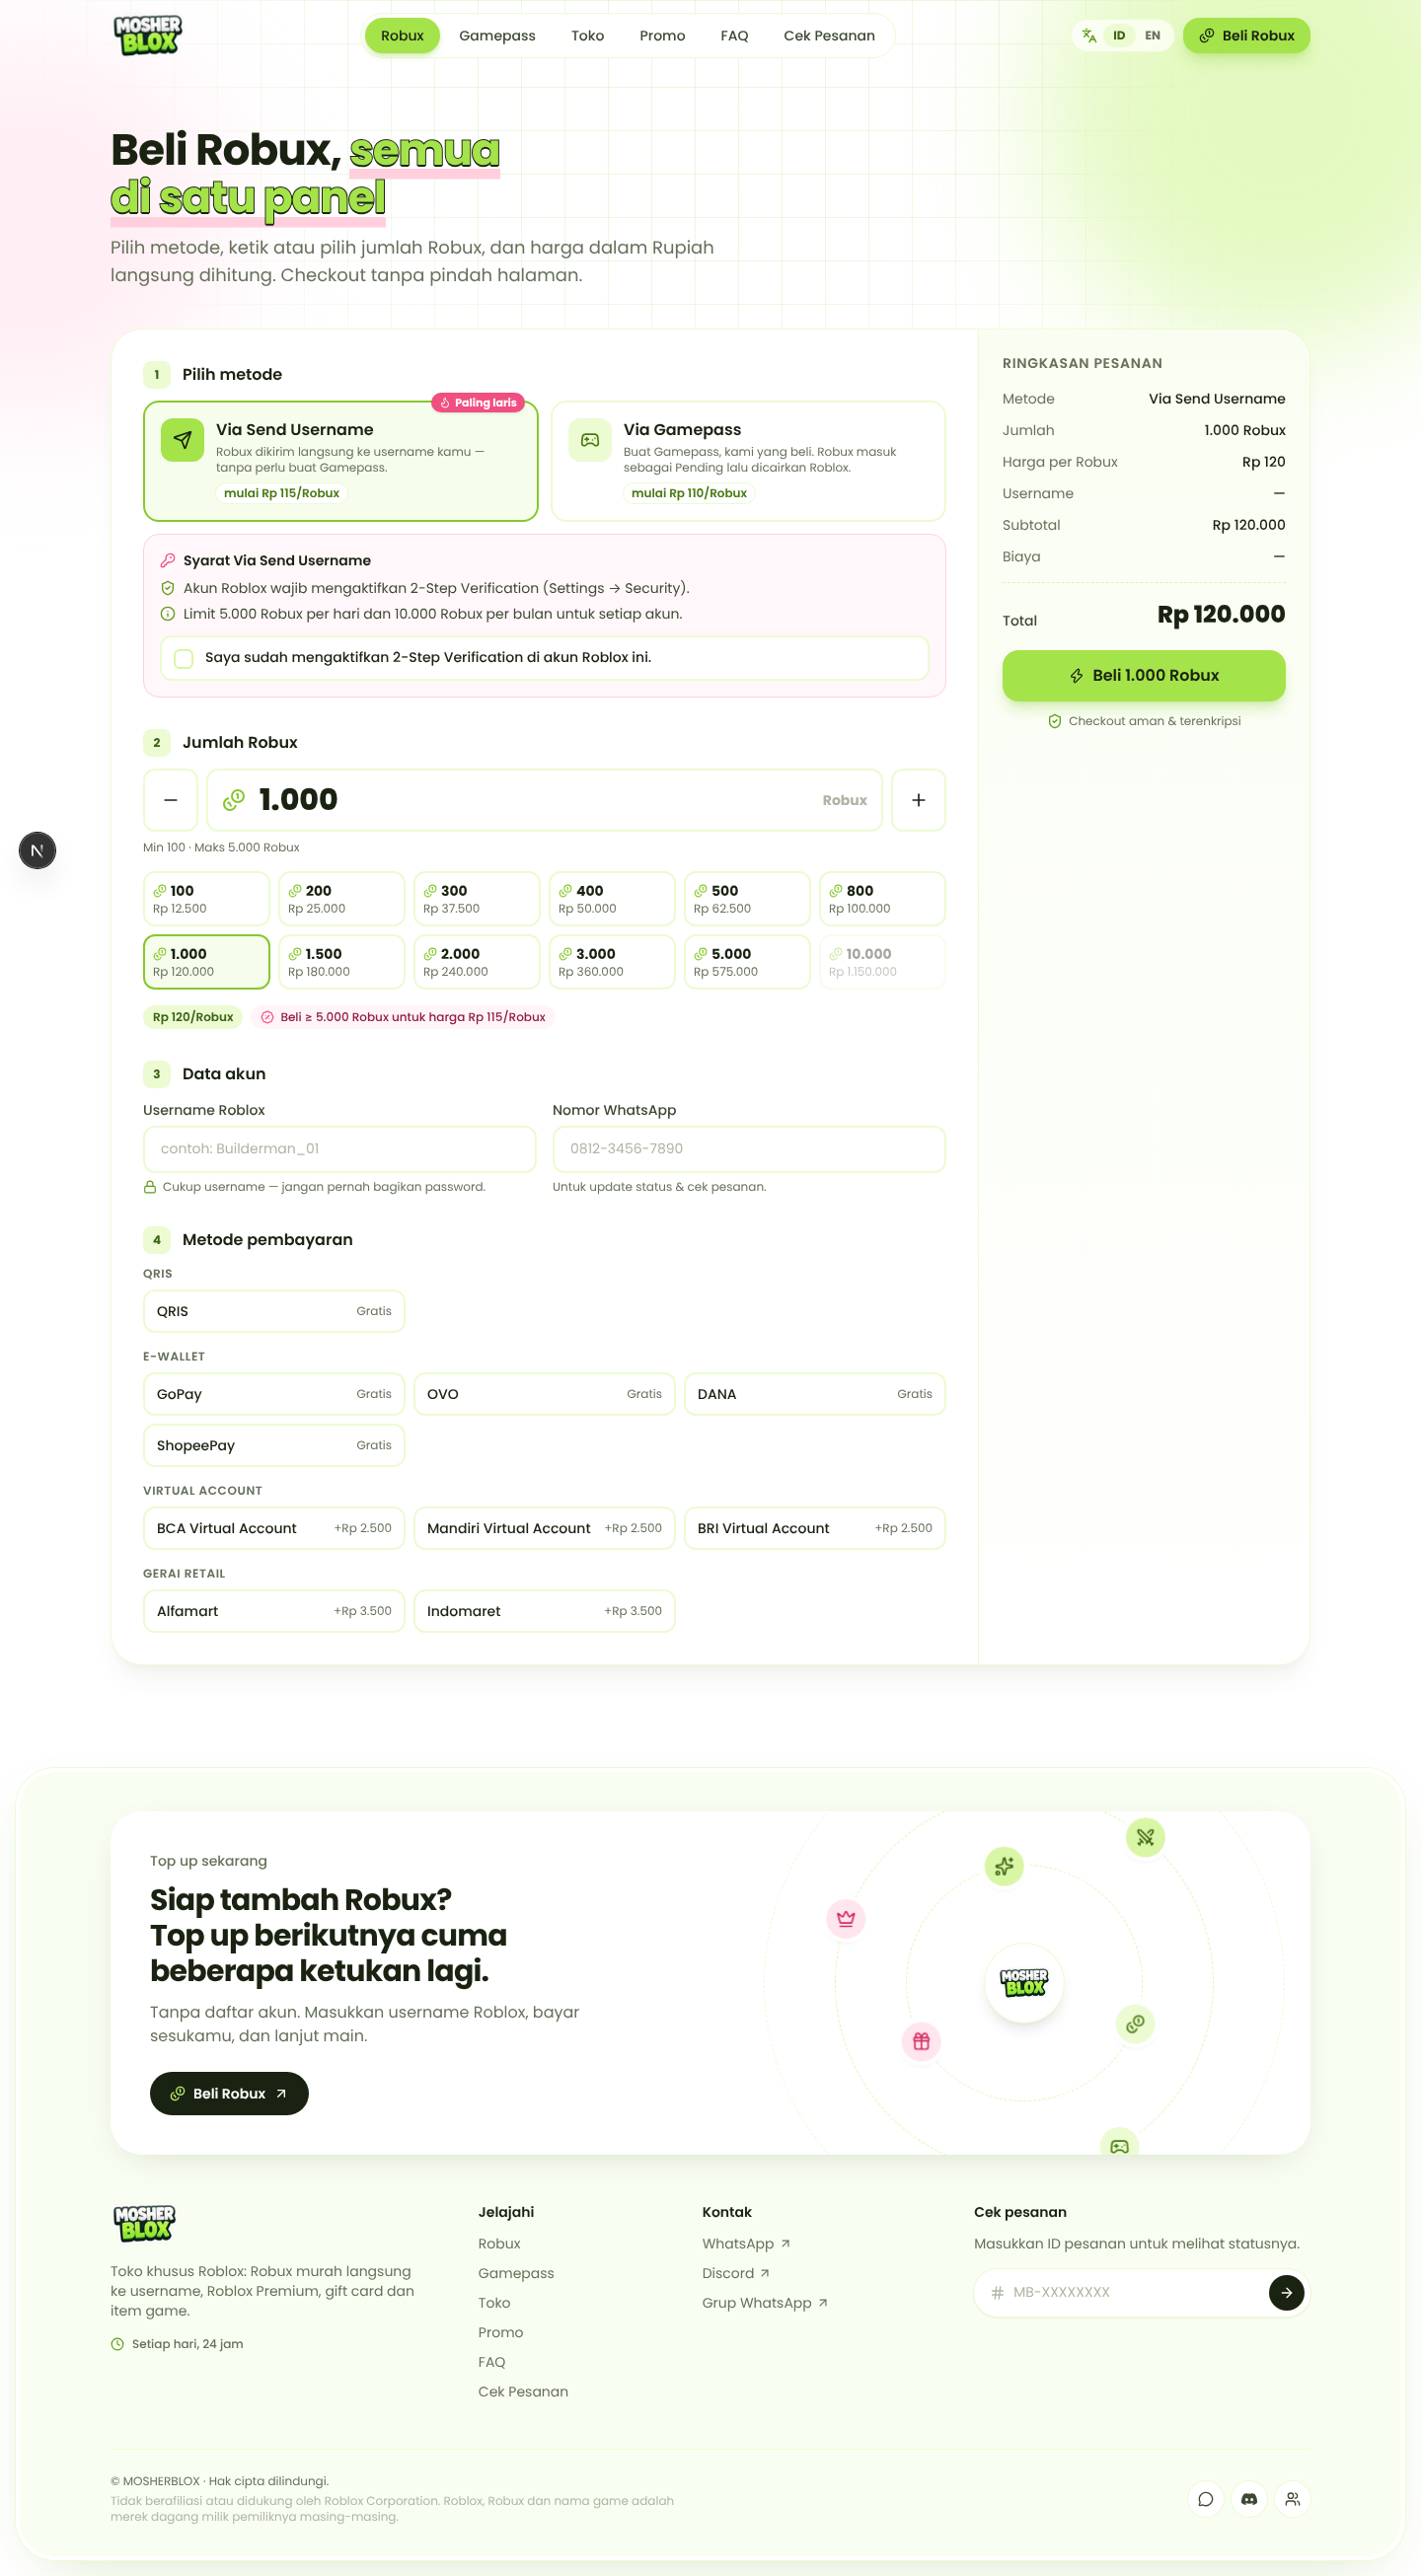 MOSHER
BLOX
Robux
Gamepass
Toko
Promo
FAQ
Cek Pesanan
ID
EN
Beli Robux
Beli Robux, semua
di satu panel
Pilih metode, ketik atau pilih jumlah Robux, dan harga dalam Rupiah
langsung dihitung. Checkout tanpa pindah halaman.
1 Pilih metode
Paling laris
Via Send Username
Robux dikirim langsung ke username kamu —
tanpa perlu buat Gamepass.
mulai Rp 115/Robux
Via Gamepass
Buat Gamepass, kami yang beli. Robux masuk
sebagai Pending lalu dicairkan Roblox.
mulai Rp 110/Robux
Syarat Via Send Username
Akun Roblox wajib mengaktifkan 2-Step Verification (Settings → Security).
Limit 5.000 Robux per hari dan 10.000 Robux per bulan untuk setiap akun.
Saya sudah mengaktifkan 2-Step Verification di akun Roblox ini.
2 Jumlah Robux
− 1.000 Robux +
Min 100 · Maks 5.000 Robux
100
Rp 12.500
200
Rp 25.000
300
Rp 37.500
400
Rp 50.000
500
Rp 62.500
800
Rp 100.000
1.000
Rp 120.000
1.500
Rp 180.000
2.000
Rp 240.000
3.000
Rp 360.000
5.000
Rp 575.000
10.000
Rp 1.150.000
Rp 120/Robux
Beli ≥ 5.000 Robux untuk harga Rp 115/Robux
3 Data akun
Username Roblox
contoh: Builderman_01
Cukup username — jangan pernah bagikan password.
Nomor WhatsApp
0812-3456-7890
Untuk update status & cek pesanan.
4 Metode pembayaran
QRIS
QRIS Gratis
E-WALLET
GoPay Gratis
OVO Gratis
DANA Gratis
ShopeePay Gratis
VIRTUAL ACCOUNT
BCA Virtual Account +Rp 2.500
Mandiri Virtual Account +Rp 2.500
BRI Virtual Account +Rp 2.500
GERAI RETAIL
Alfamart +Rp 3.500
Indomaret +Rp 3.500
RINGKASAN PESANAN
Metode Via Send Username
Jumlah 1.000 Robux
Harga per Robux Rp 120
Username —
Subtotal Rp 120.000
Biaya —
Total Rp 120.000
Beli 1.000 Robux
Checkout aman & terenkripsi
N
Top up sekarang
Siap tambah Robux?
Top up berikutnya cuma
beberapa ketukan lagi.
Tanpa daftar akun. Masukkan username Roblox, bayar
sesukamu, dan lanjut main.
Beli Robux
MOSHER
BLOX
MOSHER
BLOX
Toko khusus Roblox: Robux murah langsung
ke username, Roblox Premium, gift card dan
item game.
Setiap hari, 24 jam
Jelajahi
Robux
Gamepass
Toko
Promo
FAQ
Cek Pesanan
Kontak
WhatsApp
Discord
Grup WhatsApp
Cek pesanan
Masukkan ID pesanan untuk melihat statusnya.
# MB-XXXXXXXX
© MOSHERBLOX · Hak cipta dilindungi.
Tidak berafiliasi atau didukung oleh Roblox Corporation. Roblox, Robux dan nama game adalah
merek dagang milik pemiliknya masing-masing.